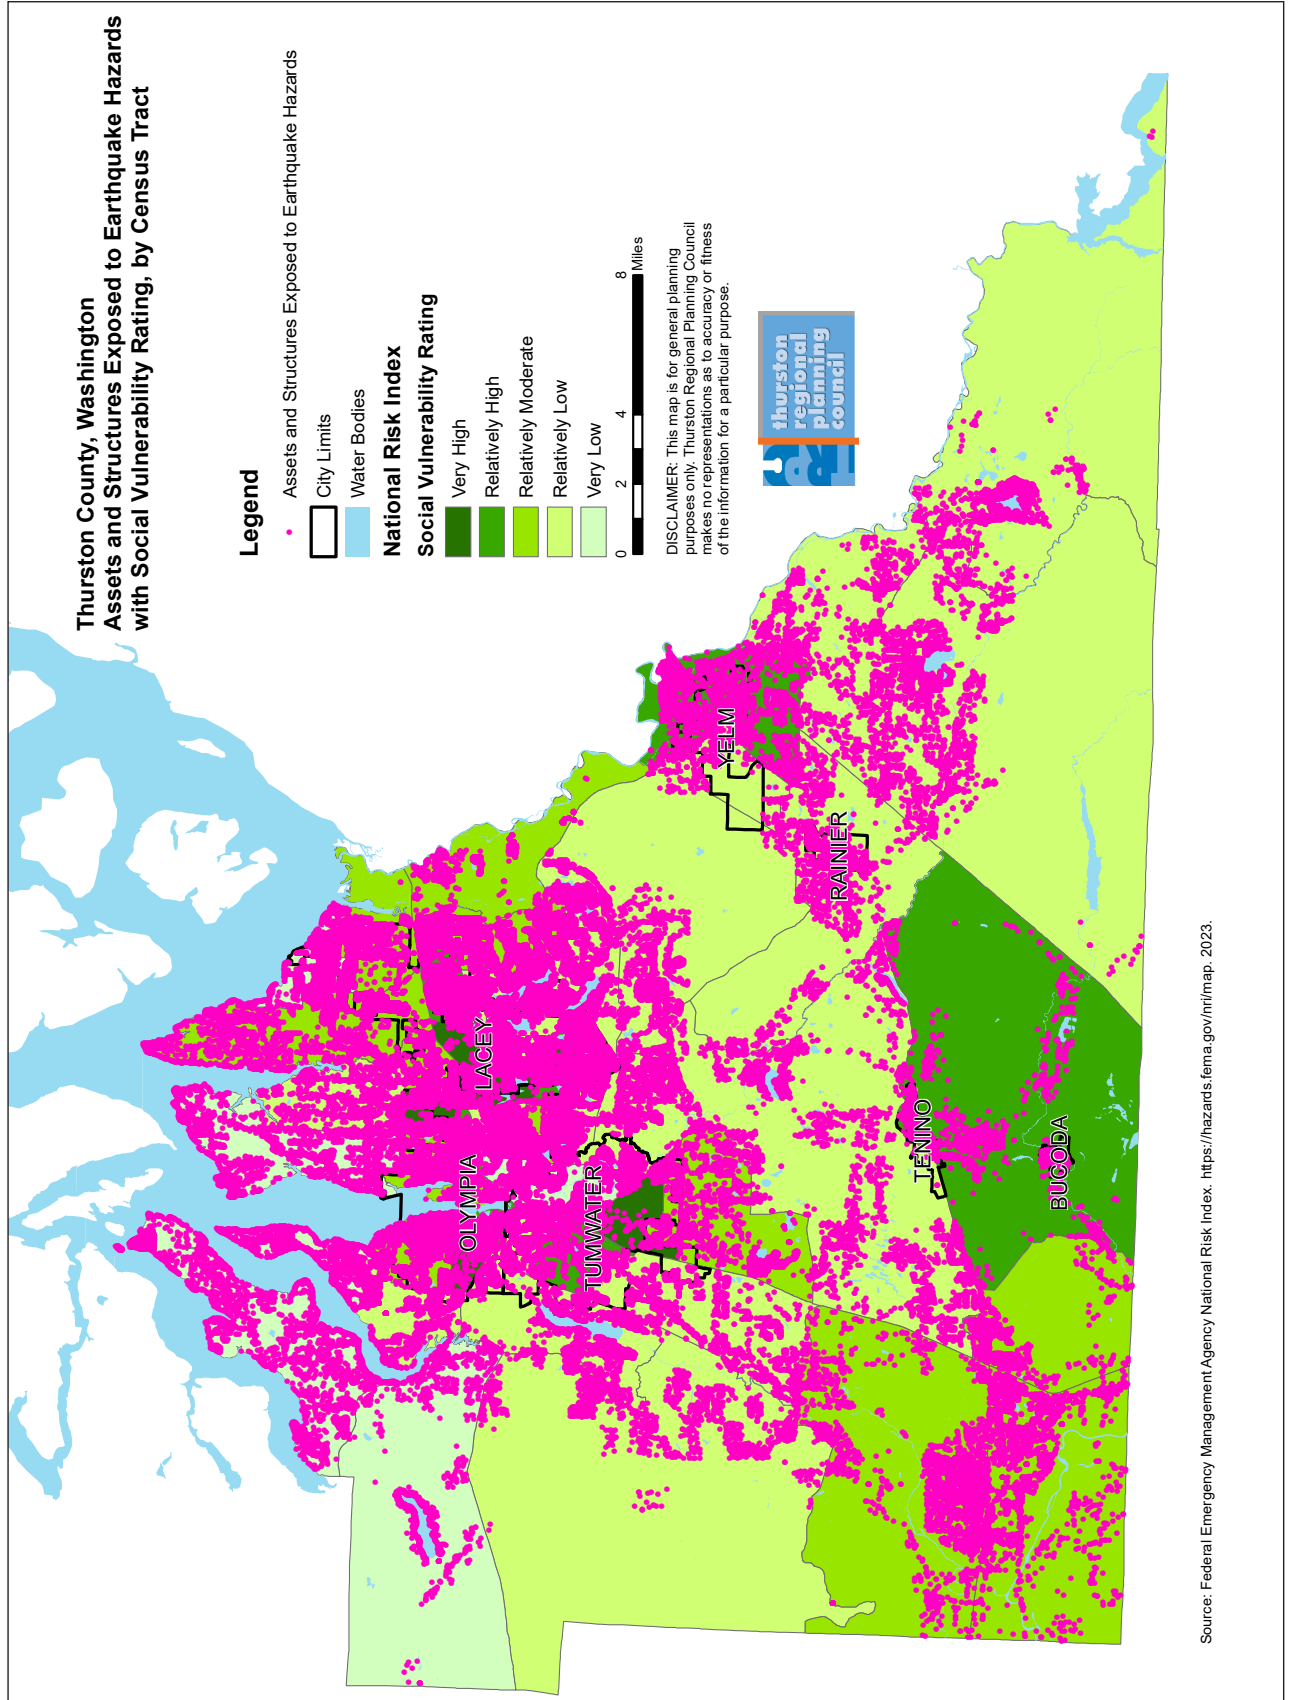 Thurston County, Washington
Assets and Structures Exposed to Earthquake Hazards
with Social Vulnerability Rating, by Census Tract
Legend
Assets and Structures Exposed to Earthquake Hazards
City Limits
Water Bodies
National Risk Index
Social Vulnerability Rating
Very High
Relatively High
Relatively Moderate
Relatively Low
Very Low
0 2 4 8
Miles
DISCLAIMER: This map is for general planning
purposes only. Thurston Regional Planning Council
makes no representations as to accuracy or fitness
of the information for a particular purpose.
TRPC
thurston
regional
planning
council
OLYMPIA
LACEY
TUMWATER
YELM
RAINIER
TENINO
BUCODA
Source: Federal Emergency Management Agency National Risk Index. https://hazards.fema.gov/nri/map. 2023.